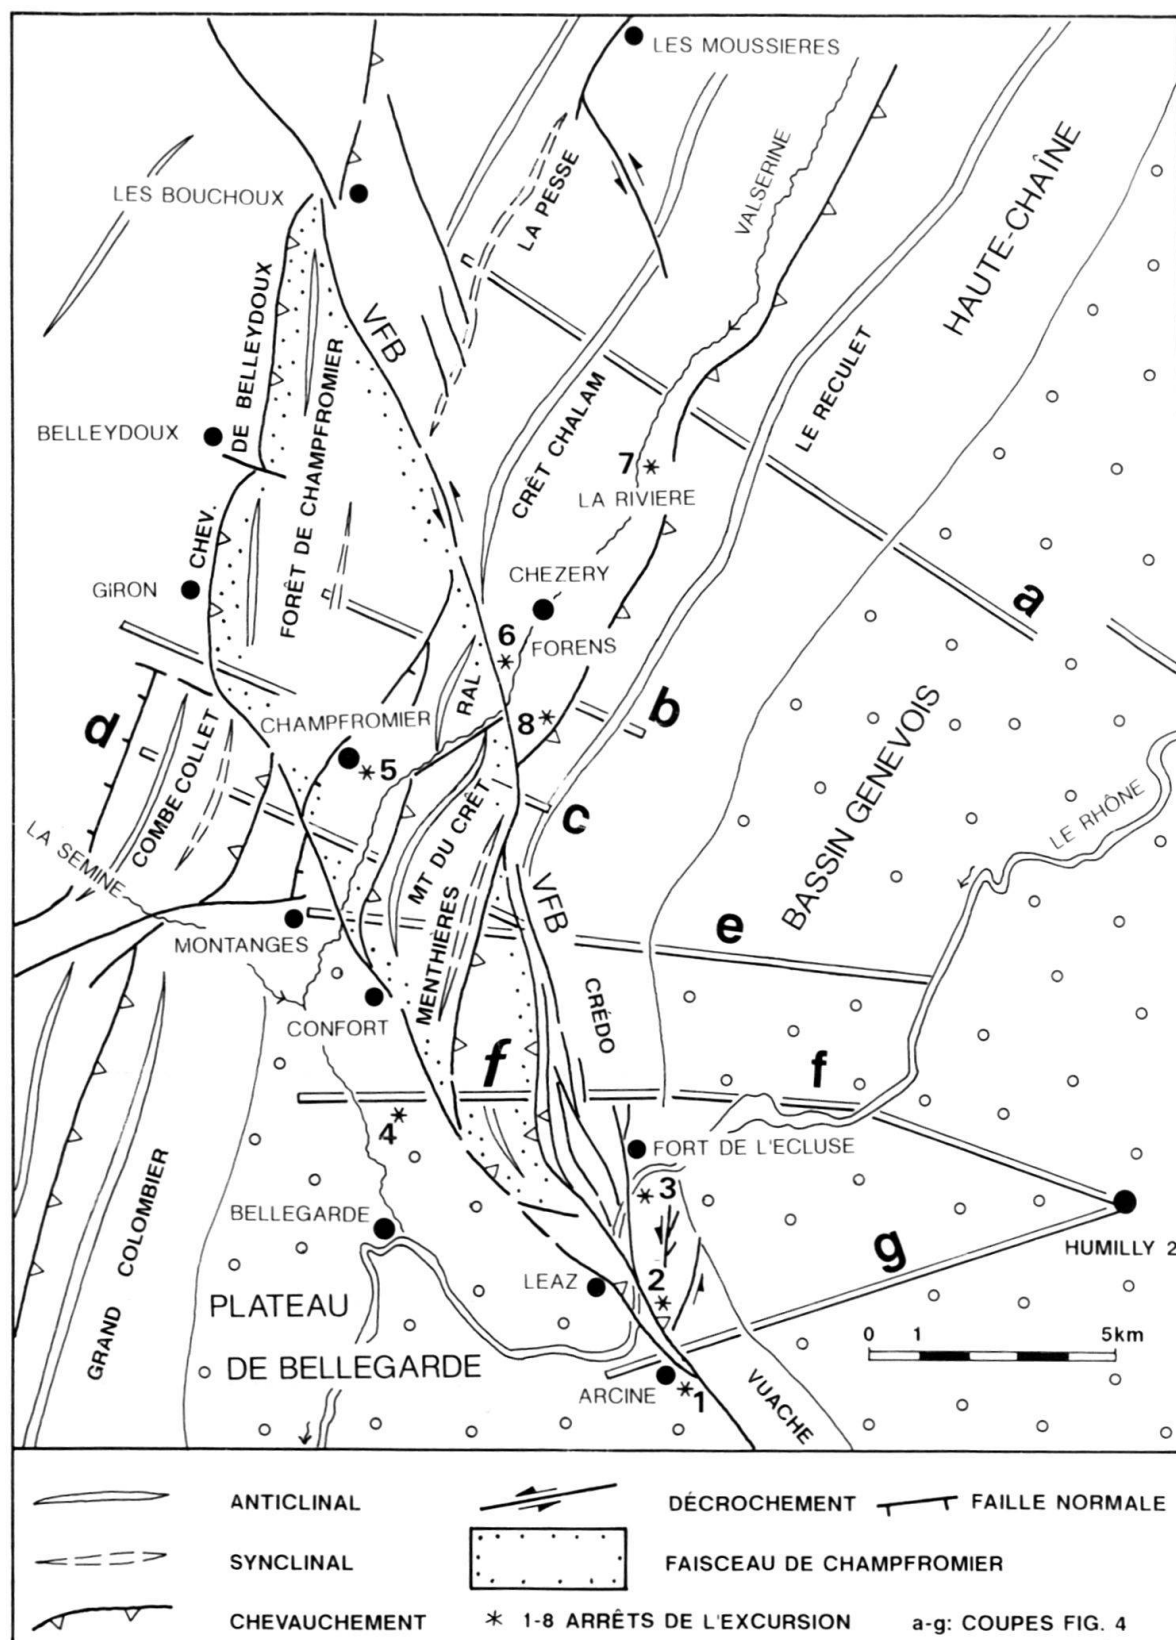 LES MOUSSIERES
VALSERINE
LA PESSE
HAUTE-CHAÎNE
LES BOUCHOUX
VFB
DE BELLEYDOUX
FORÊT DE CHAMPFROMIER
BELLEYDOUX
LE RECULET
CRÊT CHALAM
7
LA RIVIERE
CHEV.
GiRON
CHEZERY
a
6
FORENS
RAL
b
d
CHAMPFROMIER
8
5
COMBE COLLET
MT DU CRÊT
c
BASSIN GENEVOIS
LE RHÔNE
LA SEMINE
MENTHIÈRES
VFB
e
MONTANGES
CONFORT
CRÉDO
f
f
4
FORT DE L'ECLUSE
3
GRAND COLOMBIER
BELLEGARDE
HUMILLY 2
g
LEAZ
2
PLATEAU
DE BELLEGARDE
0 1 5km
ARCINE
1
VUACHE
ANTICLINAL
DÉCROCHEMENT
FAILLE NORMALE
SYNCLINAL
FAISCEAU DE CHAMPFROMIER
CHEVAUCHEMENT
* 1-8 ARRÊTS DE L'EXCURSION
a-g: COUPES FIG. 4